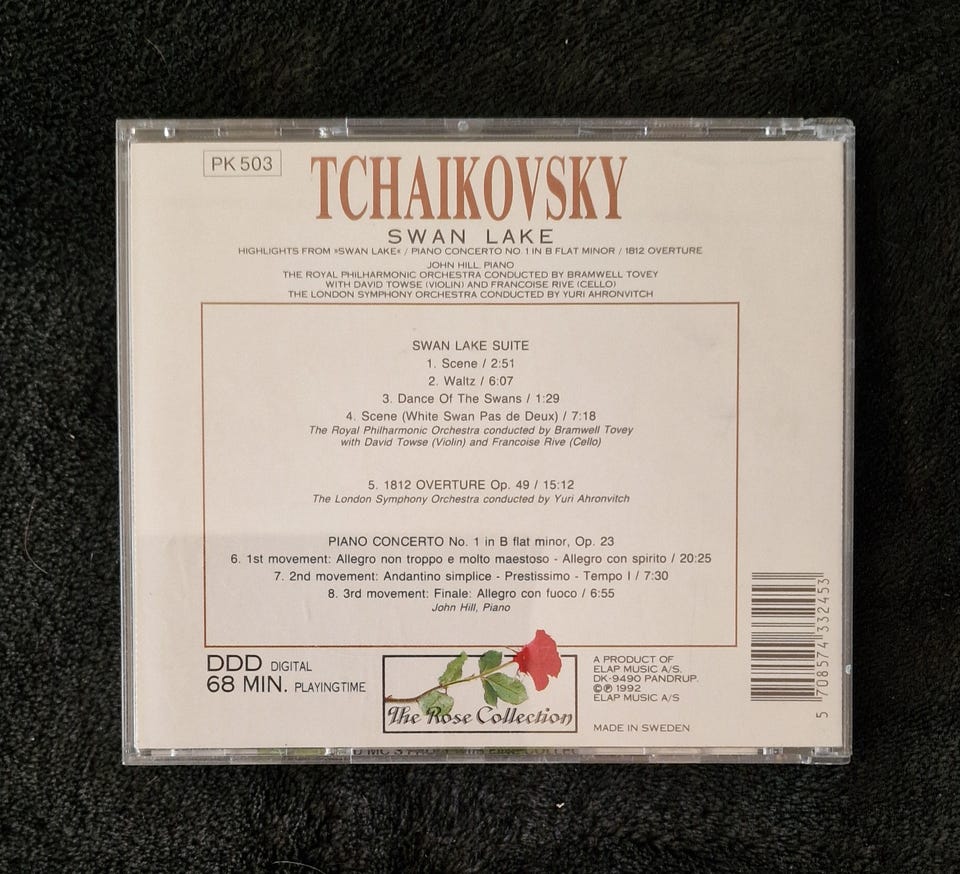 PK 503
TCHAIKOVSKY
SWAN LAKE
HIGHLIGHTS FROM »SWAN LAKE« / PIANO CONCERTO NO. 1 IN B FLAT MINOR / 1812 OVERTURE
JOHN HILL, PIANO
THE ROYAL PHILHARMONIC ORCHESTRA CONDUCTED BY BRAMWELL TOVEY
WITH DAVID TOWSE (VIOLIN) AND FRANCOISE RIVE (CELLO)
THE LONDON SYMPHONY ORCHESTRA CONDUCTED BY YURI AHRONVITCH
SWAN LAKE SUITE
1. Scene / 2:51
2. Waltz / 6:07
3. Dance Of The Swans / 1:29
4. Scene (White Swan Pas de Deux) / 7:18
The Royal Philharmonic Orchestra conducted by Bramwell Tovey
with David Towse (Violin) and Francoise Rive (Cello)
5. 1812 OVERTURE Op. 49 / 15:12
The London Symphony Orchestra conducted by Yuri Ahronvitch
PIANO CONCERTO No. 1 in B flat minor, Op. 23
6. 1st movement: Allegro non troppo e molto maestoso - Allegro con spirito / 20:25
7. 2nd movement: Andantino simplice - Prestissimo - Tempo I / 7:30
8. 3rd movement: Finale: Allegro con fuoco / 6:55
John Hill, Piano
DDD DIGITAL
68 MIN. PLAYINGTIME
The Rose Collection
A PRODUCT OF
ELAP MUSIC A/S.
DK-9490 PANDRUP.
©℗ 1992
ELAP MUSIC A/S
MADE IN SWEDEN
5 708574 332453